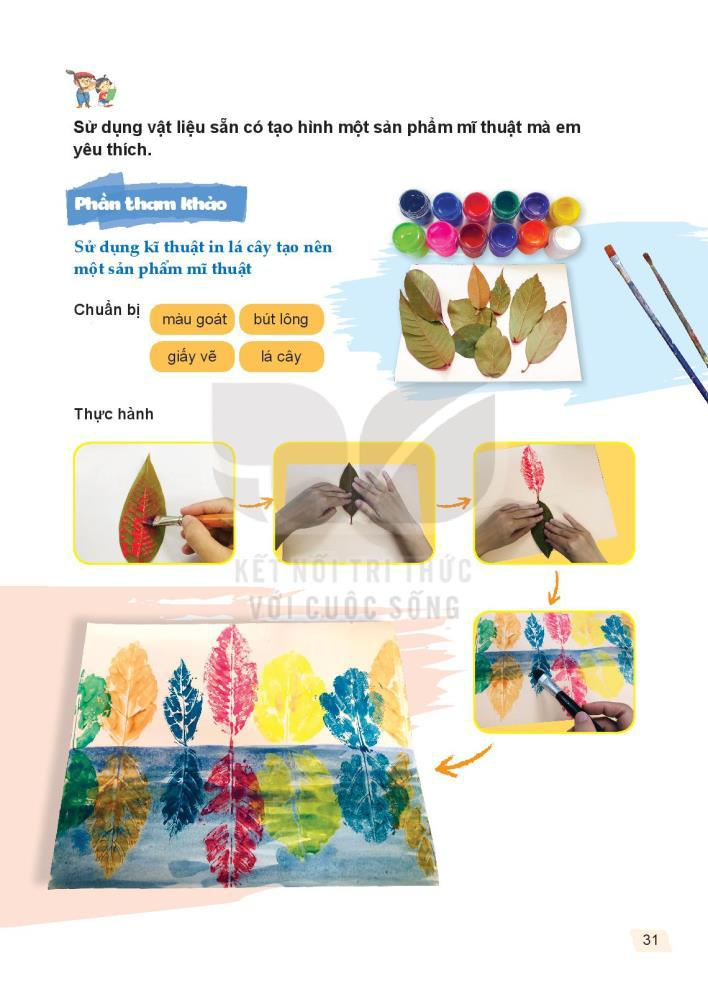 Sử dụng vật liệu sẵn có tạo hình một sản phẩm mĩ thuật mà em
yêu thích.
Phần tham khảo
Sử dụng kĩ thuật in lá cây tạo nên
một sản phẩm mĩ thuật
Chuẩn bị
màu goát
bút lông
giấy vẽ
lá cây
Thực hành
KẾT NỐI TRI THỨC
VỚI CUỘC SỐNG
31